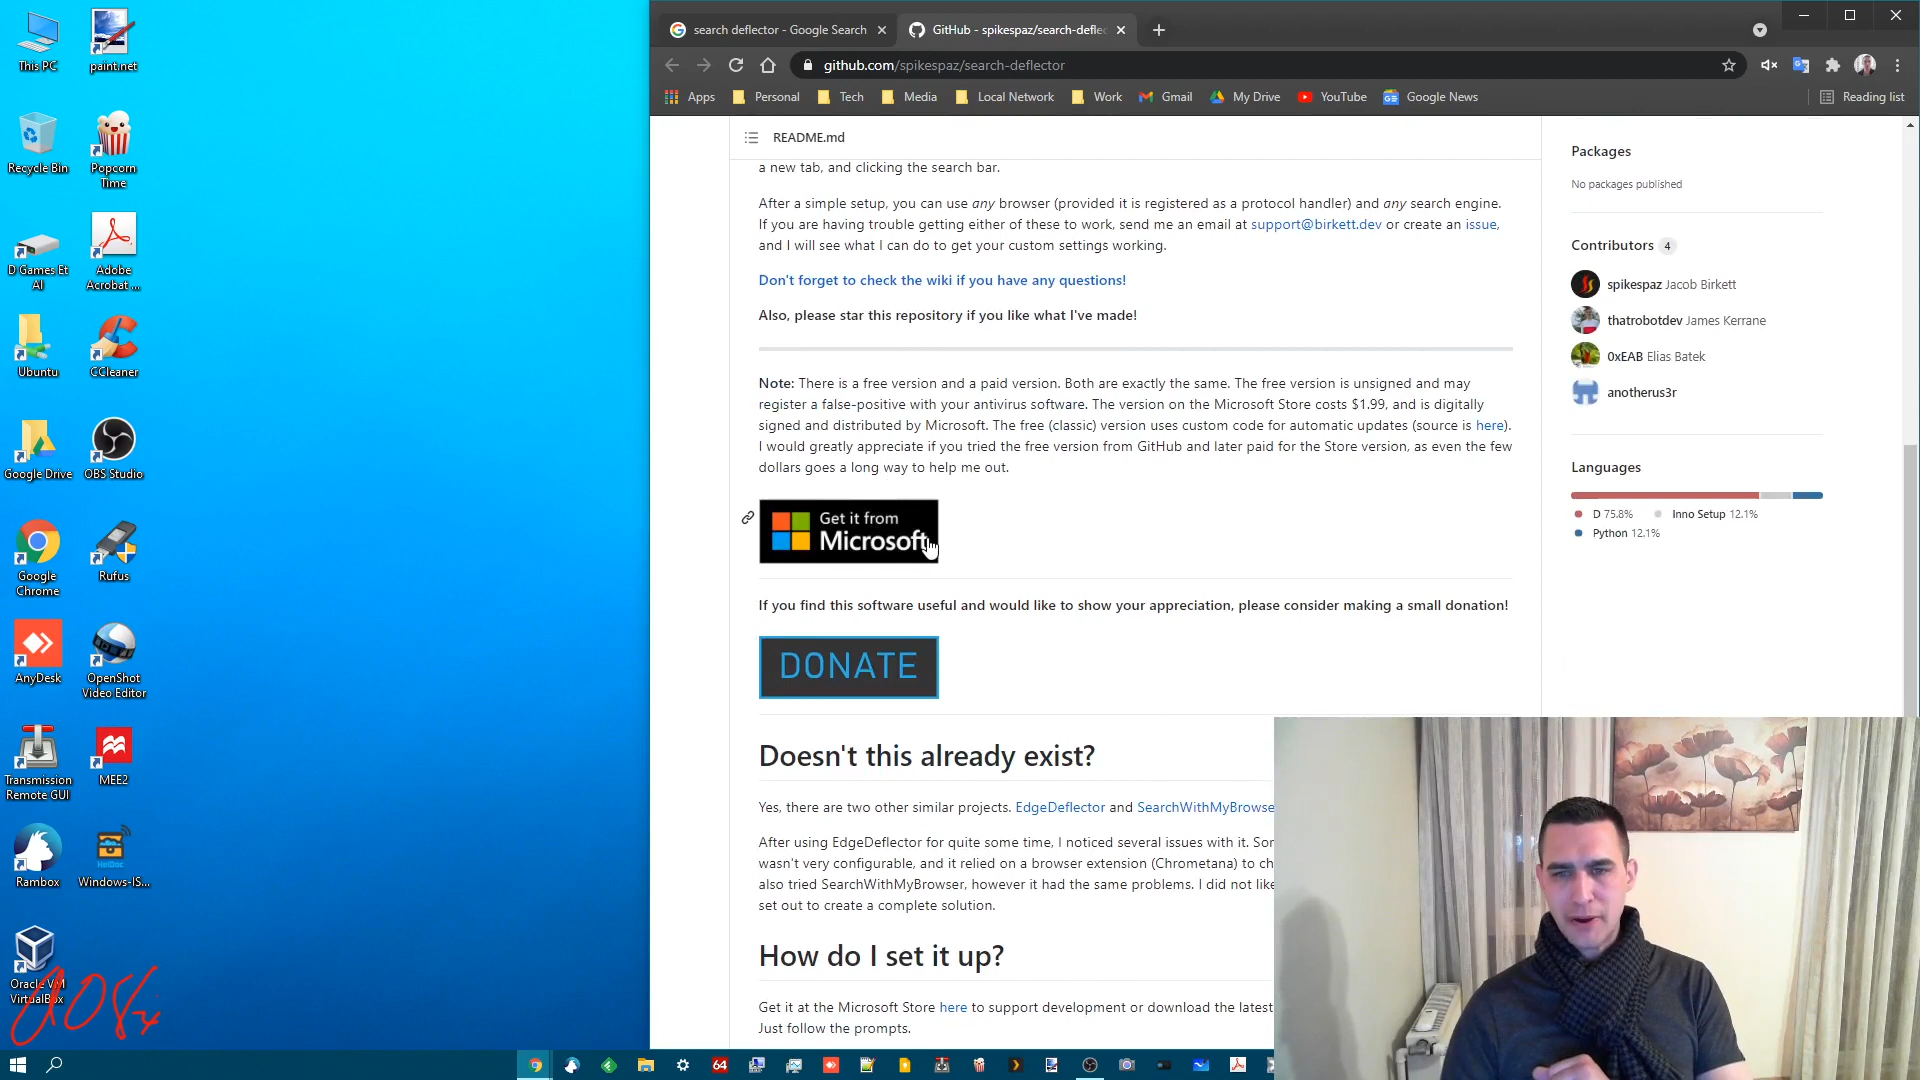 This PC
paint.net
Recycle Bin
Popcorn
Time
D Games Et
Al
Adobe
Acrobat ...
Ubuntu
CCleaner
Google Drive
OBS Studio
Google
Chrome
Rufus
AnyDesk
OpenShot
Video Editor
Transmission
Remote GUI
MEE2
Rambox
Windows-IS...
Oracle VM
VirtualBox
search deflector - Google Search
GitHub - spikespaz/search-defle
github.com/spikespaz/search-deflector
Apps
Personal
Tech
Media
Local Network
Work
Gmail
My Drive
YouTube
Google News
Reading list
README.md
a new tab, and clicking the search bar.
After a simple setup, you can use any browser (provided it is registered as a protocol handler) and any search engine.
If you are having trouble getting either of these to work, send me an email at support@birkett.dev or create an issue,
and I will see what I can do to get your custom settings working.
Don't forget to check the wiki if you have any questions!
Also, please star this repository if you like what I've made!
Note: There is a free version and a paid version. Both are exactly the same. The free version is unsigned and may
register a false-positive with your antivirus software. The version on the Microsoft Store costs $1.99, and is digitally
signed and distributed by Microsoft. The free (classic) version uses custom code for automatic updates (source is here).
I would greatly appreciate if you tried the free version from GitHub and later paid for the Store version, as even the few
dollars goes a long way to help me out.
Get it from
Microsoft
If you find this software useful and would like to show your appreciation, please consider making a small donation!
DONATE
Doesn't this already exist?
Yes, there are two other similar projects. EdgeDeflector and SearchWithMyBrowse
After using EdgeDeflector for quite some time, I noticed several issues with it. Sor
wasn't very configurable, and it relied on a browser extension (Chrometana) to ch
also tried SearchWithMyBrowser, however it had the same problems. I did not like
set out to create a complete solution.
How do I set it up?
Get it at the Microsoft Store here to support development or download the latest
Just follow the prompts.
Packages
No packages published
Contributors 4
spikespaz Jacob Birkett
thatrobotdev James Kerrane
0xEAB Elias Batek
anotherus3r
Languages
D 75.8%
Inno Setup 12.1%
Python 12.1%
64